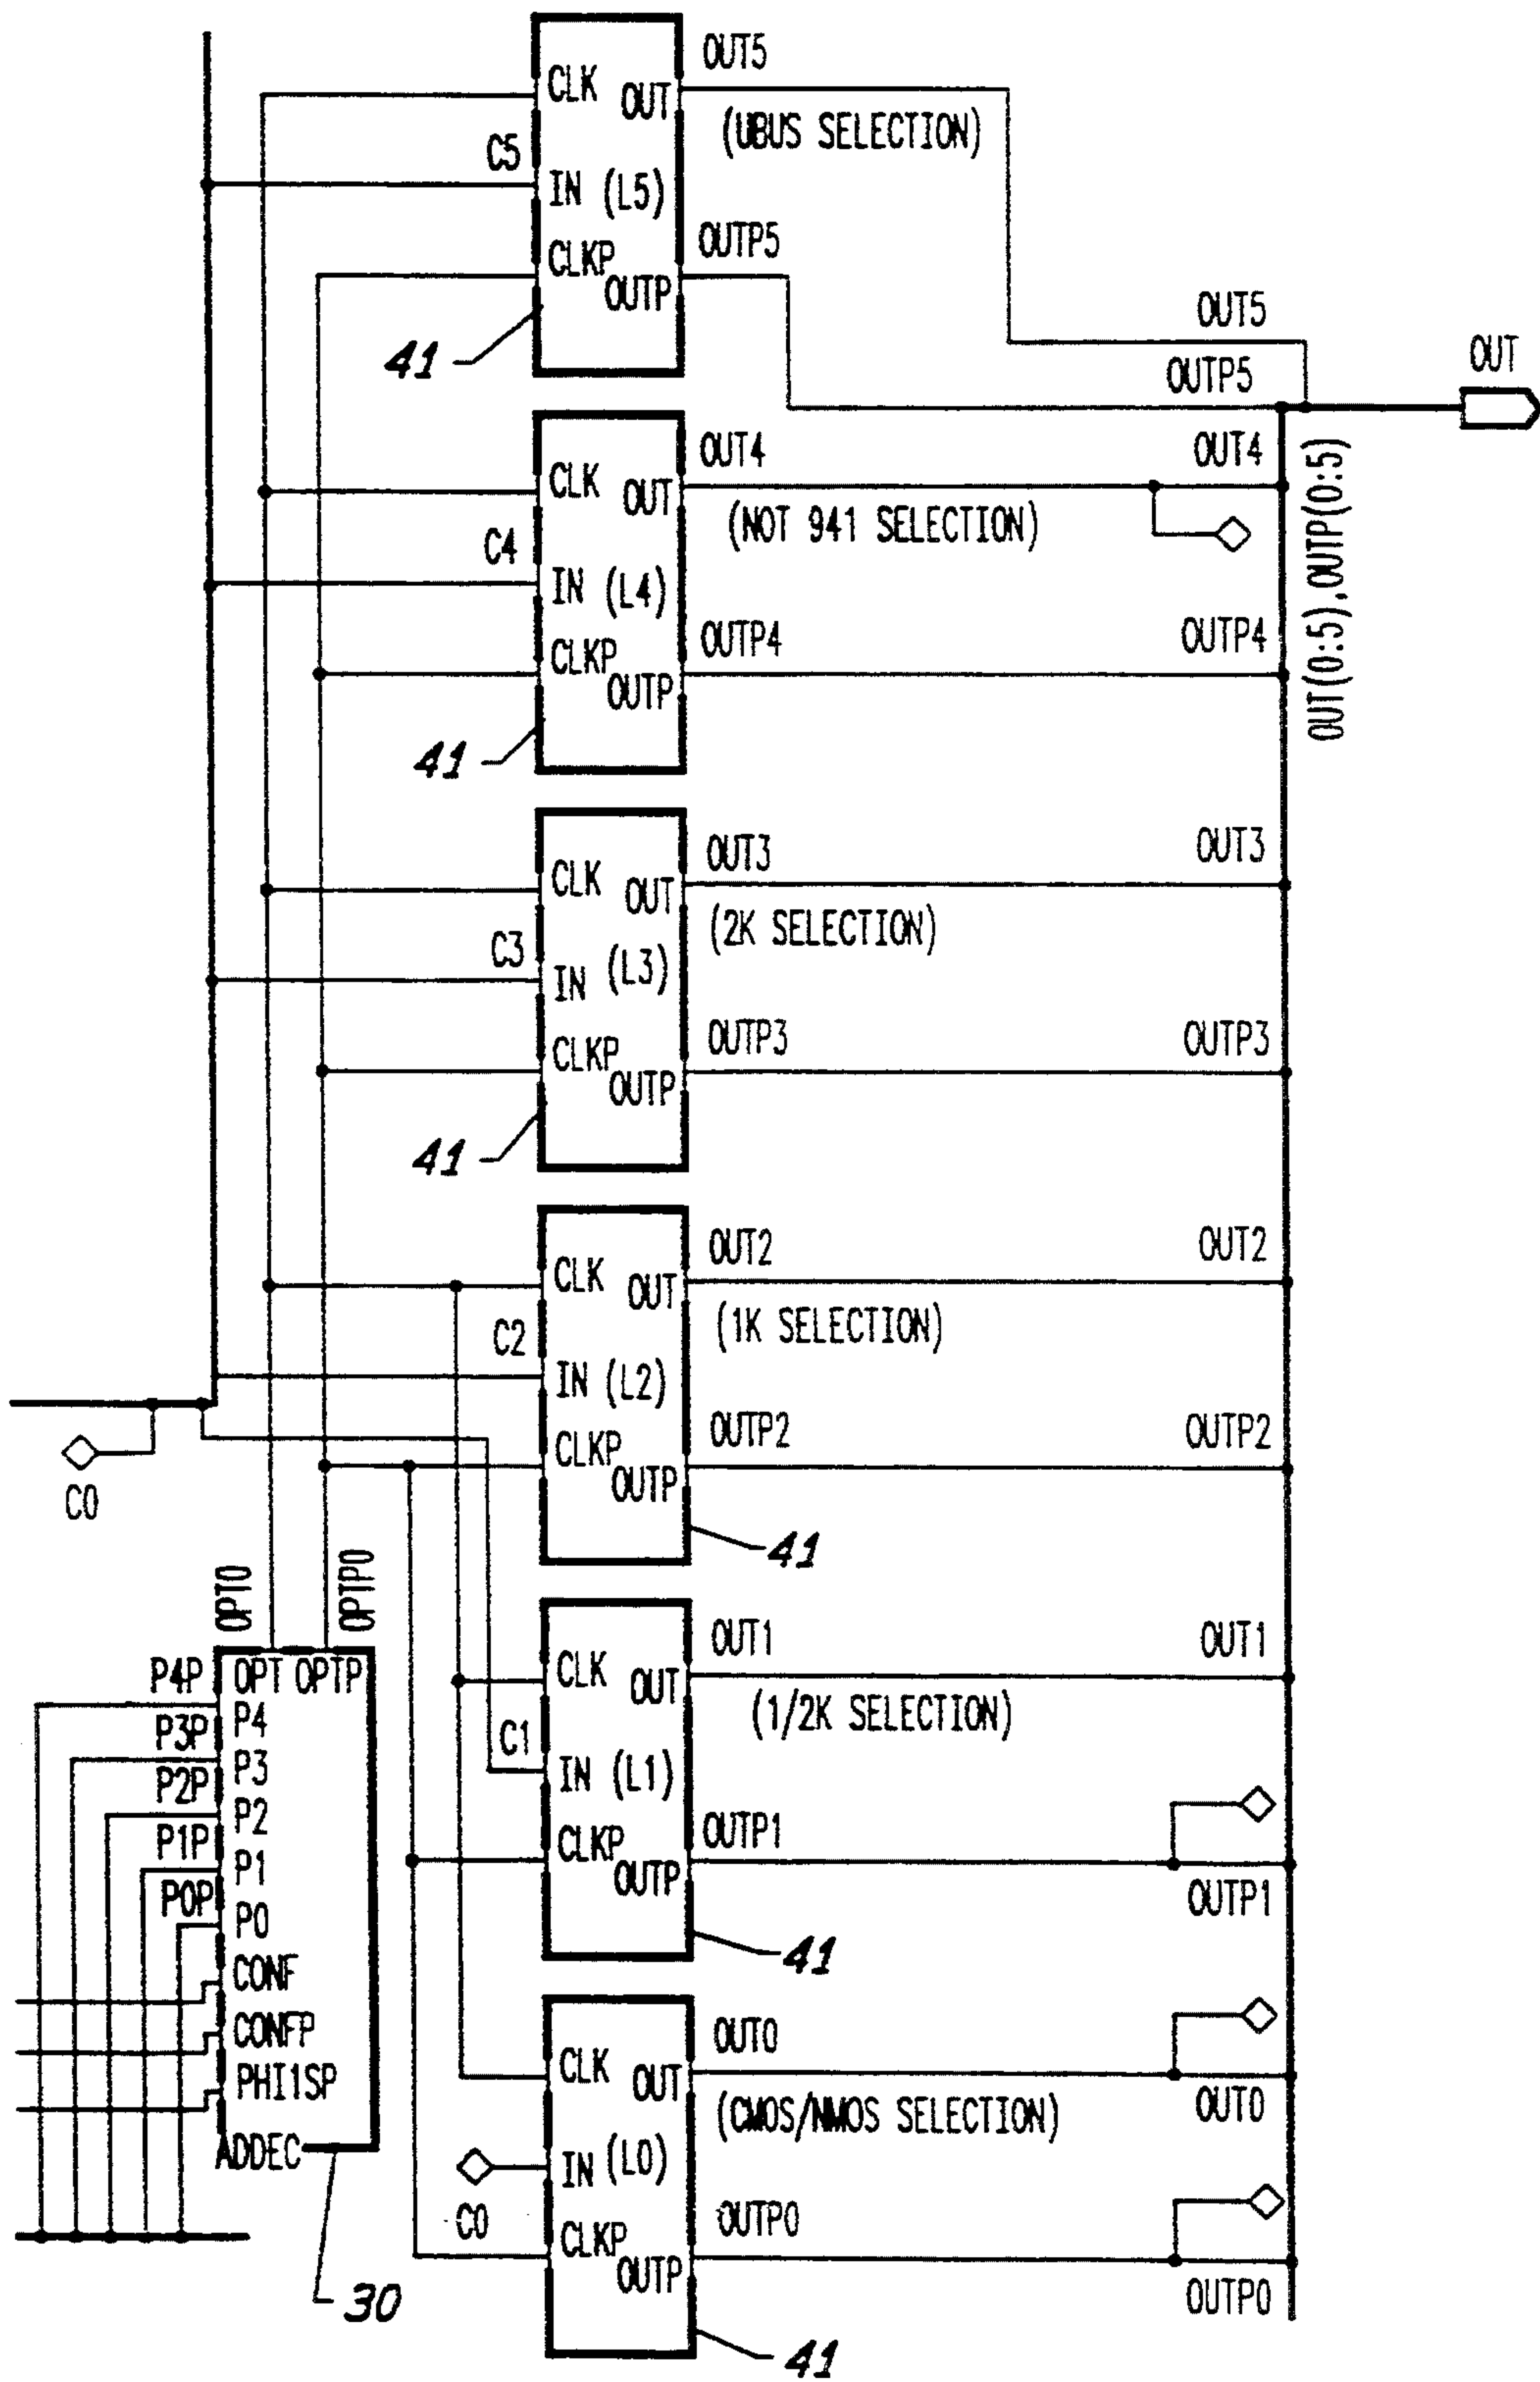 OUT5
CLK
OUT
(UBUS SELECTION)
C5
IN (L5)
OUTP5
CLKP
OUTP
41
OUT5
OUTP5
OUT
OUT4
OUT4
CLK
OUT
(NOT 941 SELECTION)
C4
IN (L4)
OUT(0:5),OUTP(0:5)
OUTP4
OUTP4
CLKP
OUTP
41
OUT3
OUT3
CLK
OUT
(2K SELECTION)
C3
IN (L3)
OUTP3
OUTP3
CLKP
OUTP
41
OUT2
OUT2
CLK
OUT
(1K SELECTION)
C2
IN (L2)
OUTP2
OUTP2
CLKP
OUTP
41
C0
OPT0
OPTP0
OUT1
OUT1
CLK
OUT
(1/2K SELECTION)
C1
IN (L1)
OUTP1
CLKP
OUTP
OUTP1
41
P4P
OPT OPTP
P4
P3P
P3
P2P
P2
P1P
P1
P0P
P0
CONF
CONFP
PHI1SP
ADDEC
30
OUT0
CLK
OUT
(CMOS/NMOS SELECTION)
OUT0
IN (L0)
C0
OUTP0
CLKP
OUTP
OUTP0
41